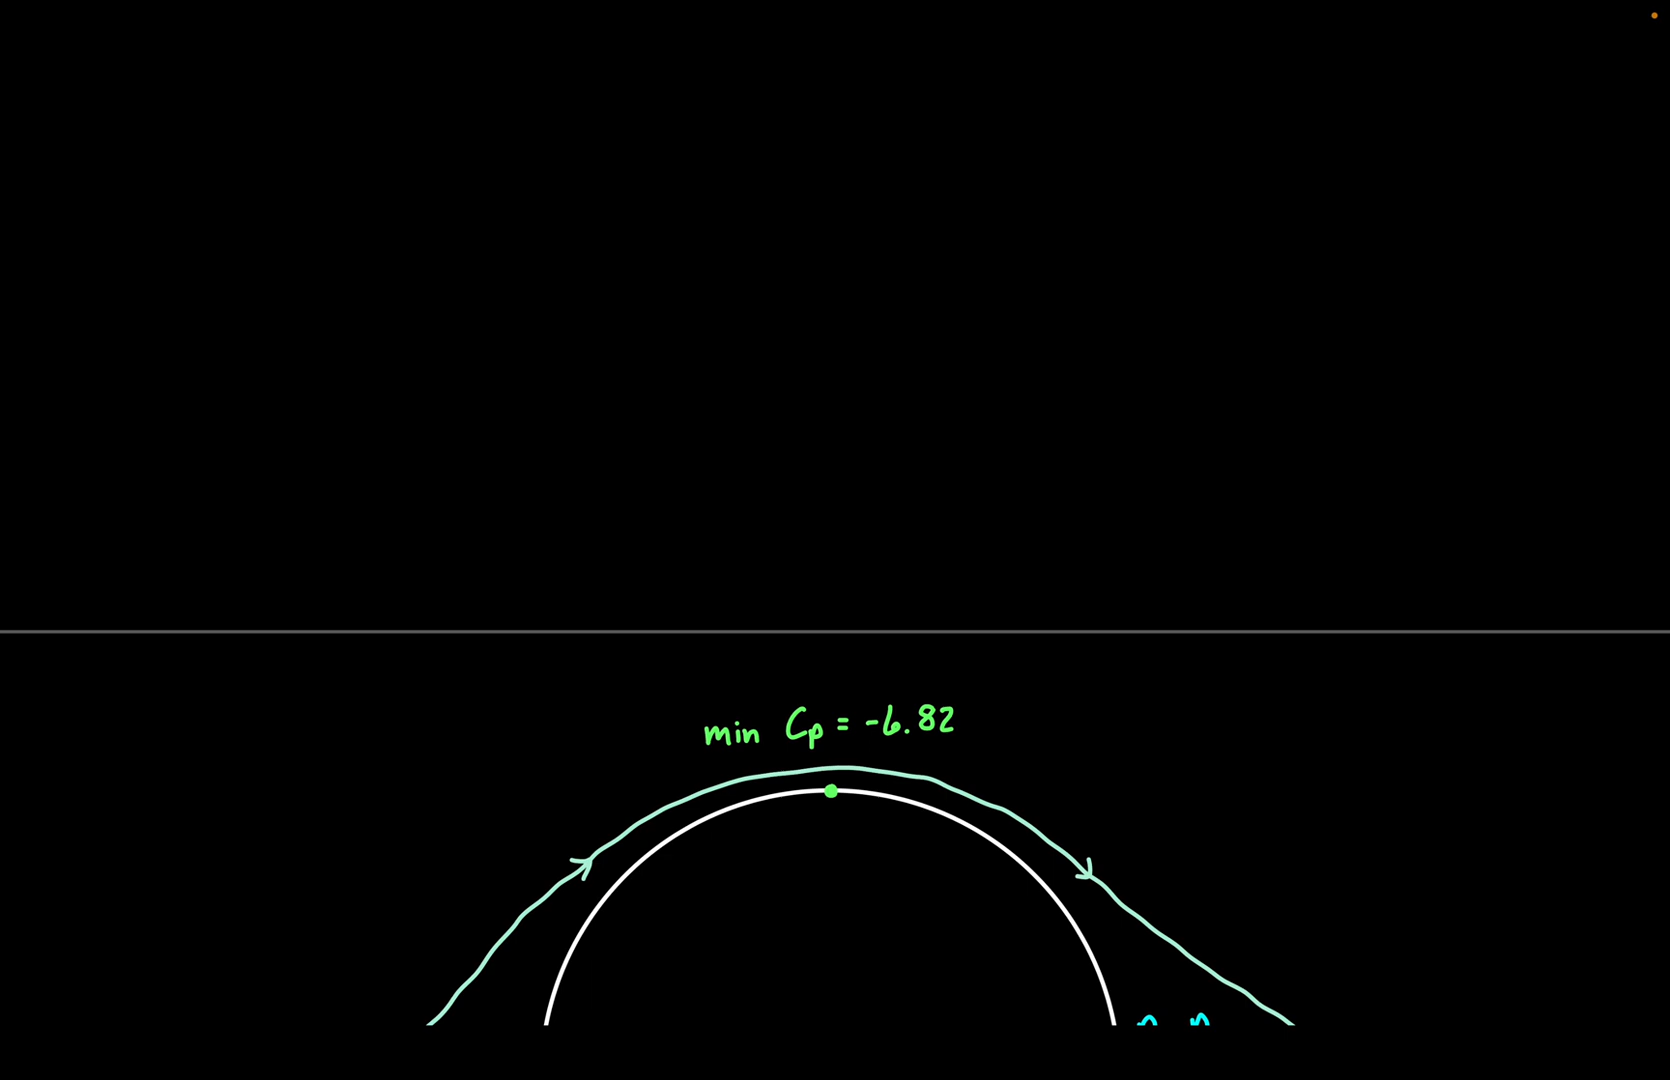 min Cp = -6.82